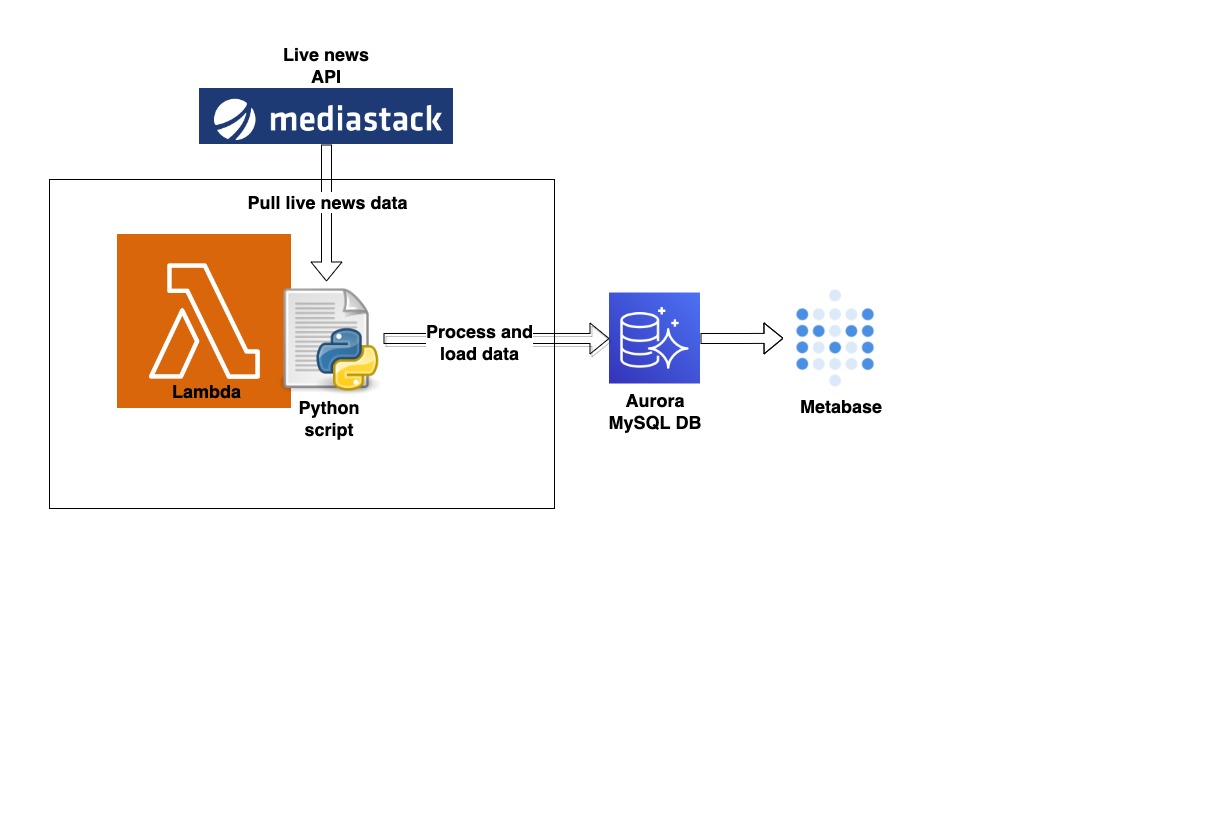 Live news
API
mediastack
Pull live news data
Lambda
Python
script
Process and
load data
Aurora
MySQL DB
Metabase